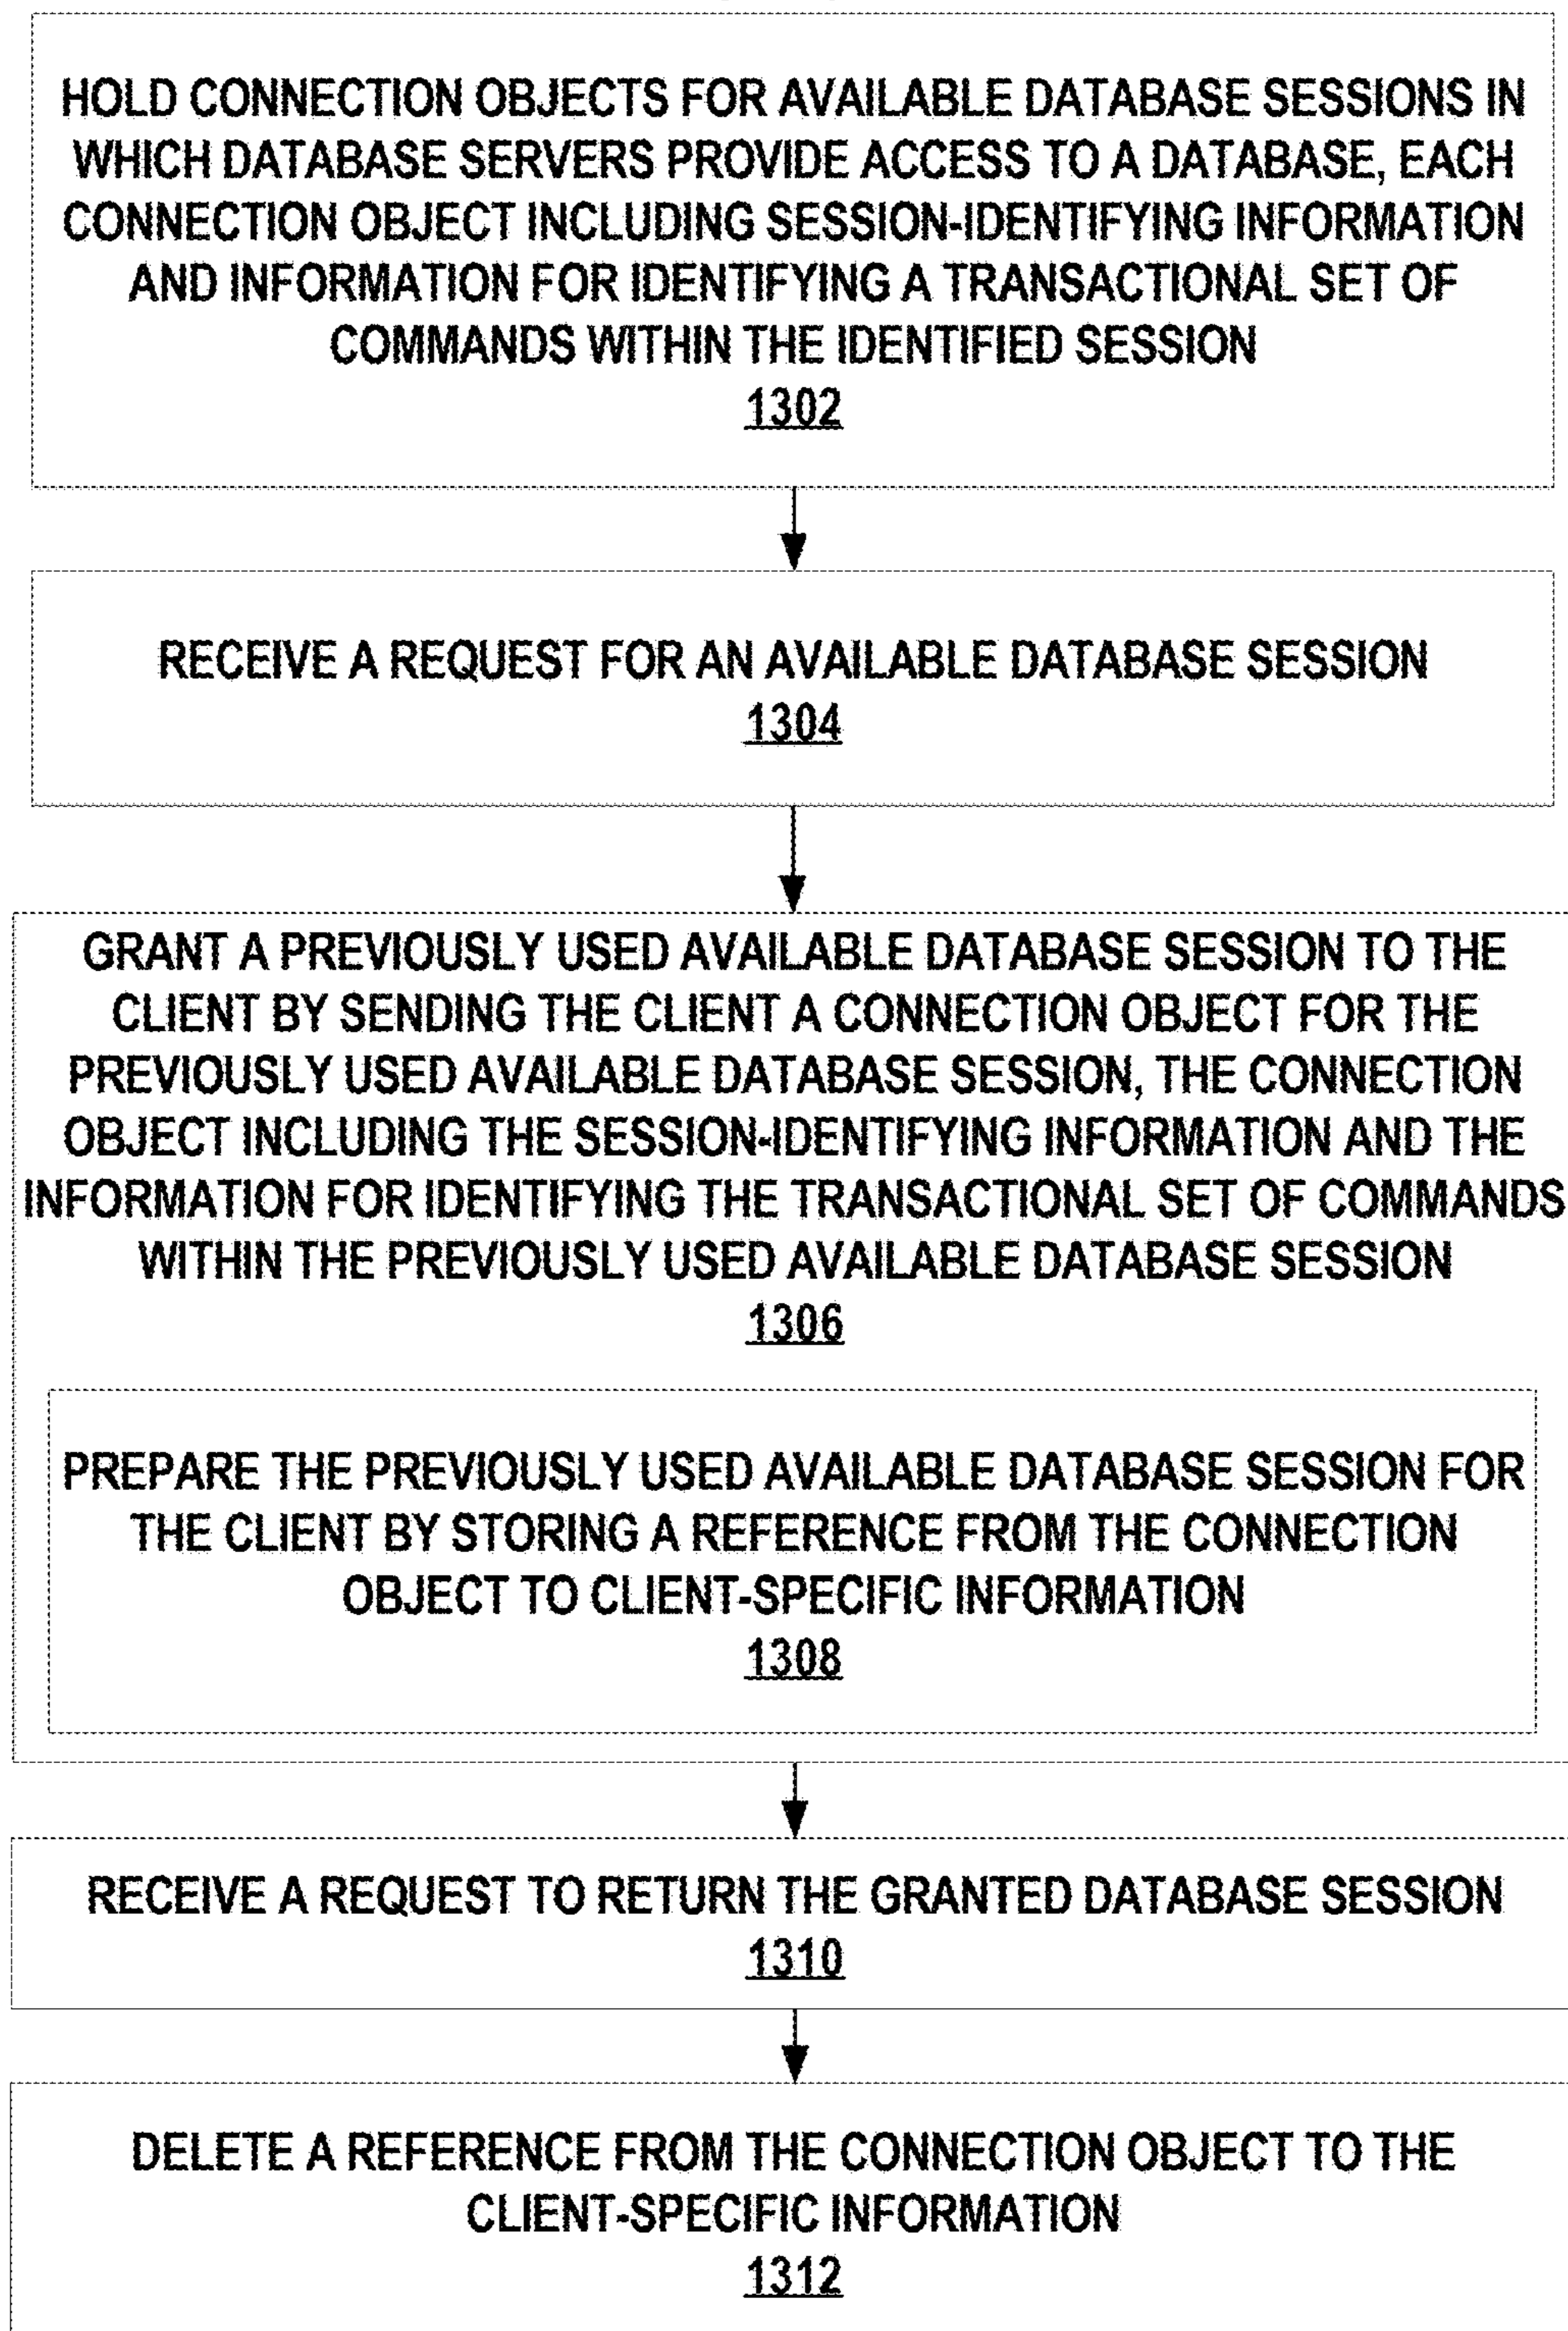 HOLD CONNECTION OBJECTS FOR AVAILABLE DATABASE SESSIONS IN
WHICH DATABASE SERVERS PROVIDE ACCESS TO A DATABASE, EACH
CONNECTION OBJECT INCLUDING SESSION-IDENTIFYING INFORMATION
AND INFORMATION FOR IDENTIFYING A TRANSACTIONAL SET OF
COMMANDS WITHIN THE IDENTIFIED SESSION
1302
RECEIVE A REQUEST FOR AN AVAILABLE DATABASE SESSION
1304
GRANT A PREVIOUSLY USED AVAILABLE DATABASE SESSION TO THE
CLIENT BY SENDING THE CLIENT A CONNECTION OBJECT FOR THE
PREVIOUSLY USED AVAILABLE DATABASE SESSION, THE CONNECTION
OBJECT INCLUDING THE SESSION-IDENTIFYING INFORMATION AND THE
INFORMATION FOR IDENTIFYING THE TRANSACTIONAL SET OF COMMANDS
WITHIN THE PREVIOUSLY USED AVAILABLE DATABASE SESSION
1306
PREPARE THE PREVIOUSLY USED AVAILABLE DATABASE SESSION FOR
THE CLIENT BY STORING A REFERENCE FROM THE CONNECTION
OBJECT TO CLIENT-SPECIFIC INFORMATION
1308
RECEIVE A REQUEST TO RETURN THE GRANTED DATABASE SESSION
1310
DELETE A REFERENCE FROM THE CONNECTION OBJECT TO THE
CLIENT-SPECIFIC INFORMATION
1312